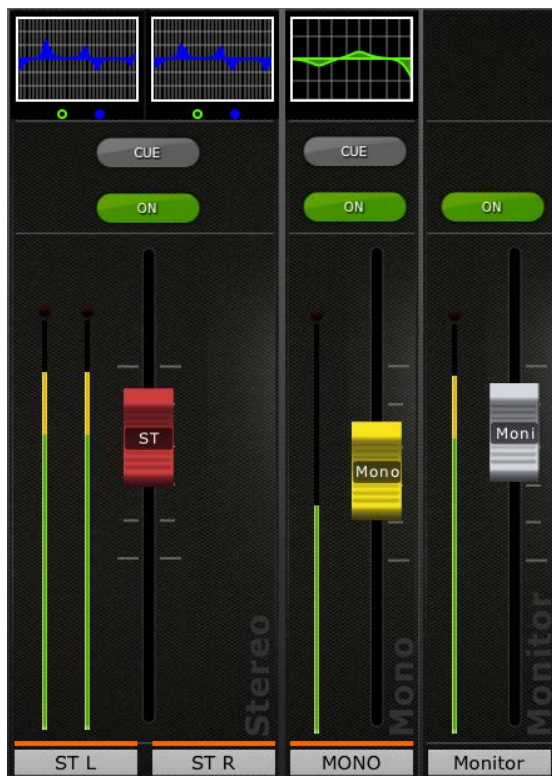 CUE
ON
CUE
ON
ON
ST
Mono
Moni
Stereo
Mono
Monitor
ST L
ST R
MONO
Monitor